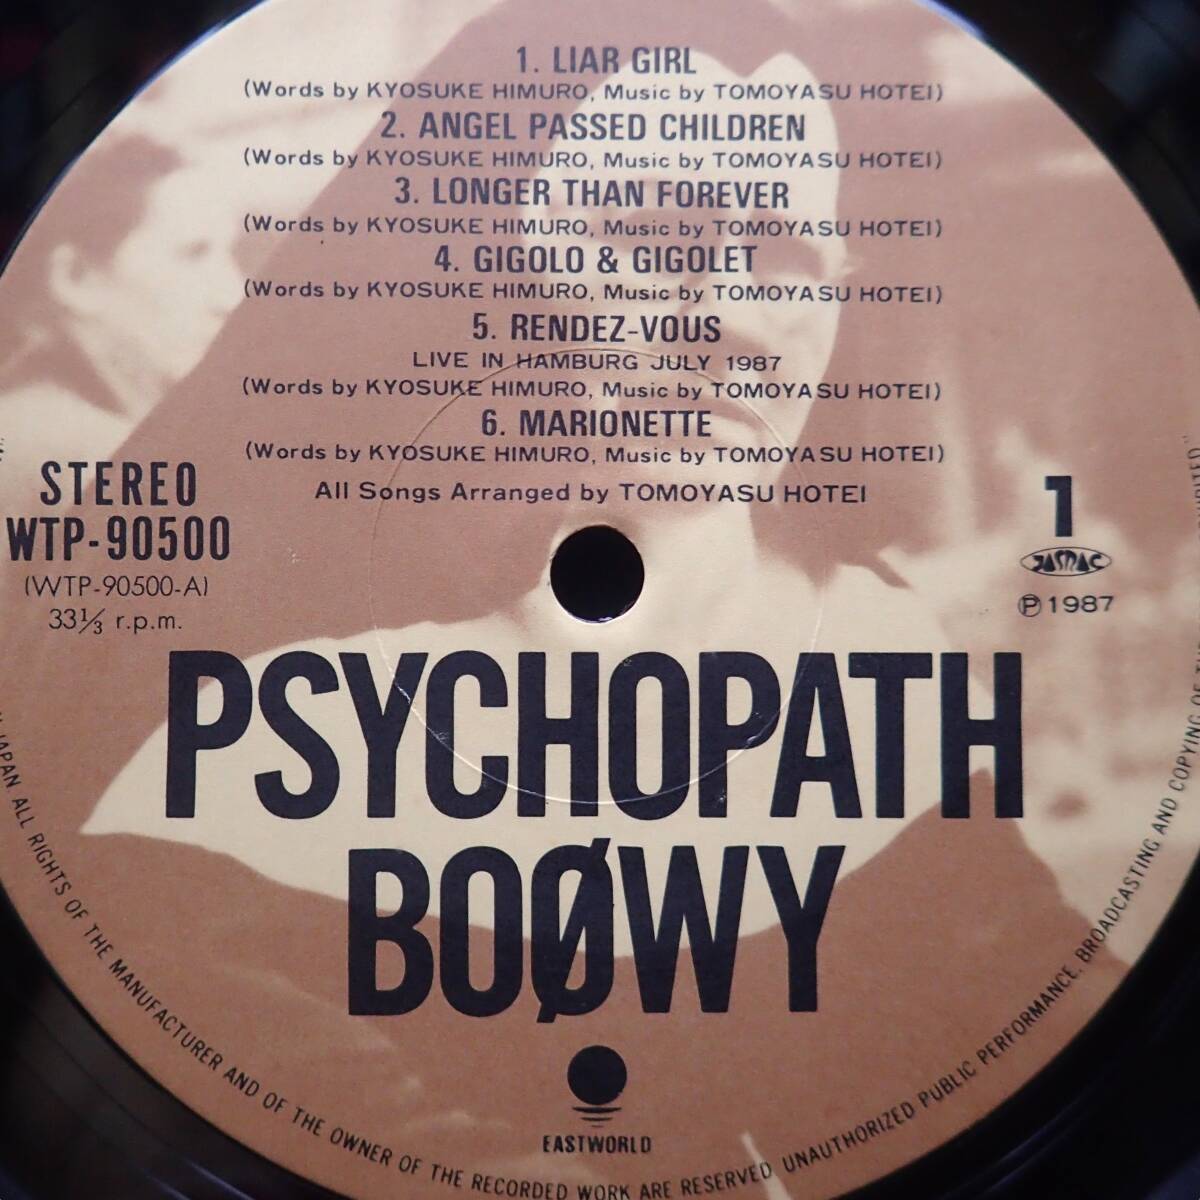 1. LIAR GIRL
(Words by KYOSUKE HIMURO, Music by TOMOYASU HOTEI)
2. ANGEL PASSED CHILDREN
(Words by KYOSUKE HIMURO, Music by TOMOYASU HOTEI)
3. LONGER THAN FOREVER
(Words by KYOSUKE HIMURO, Music by TOMOYASU HOTEI)
4. GIGOLO & GIGOLET
(Words by KYOSUKE HIMURO, Music by TOMOYASU HOTEI)
5. RENDEZ-VOUS
LIVE IN HAMBURG JULY 1987
(Words by KYOSUKE HIMURO, Music by TOMOYASU HOTEI)
6. MARIONETTE
(Words by KYOSUKE HIMURO, Music by TOMOYASU HOTEI)
All Songs Arranged by TOMOYASU HOTEI
STEREO
WTP-90500
(WTP-90500-A)
33⅓ r.p.m.
1
JASRAC
℗1987
PSYCHOPATH
BOØWY
EASTWORLD
JAPAN ALL RIGHTS OF THE MANUFACTURER AND OF THE OWNER OF THE RECORDED WORK ARE RESERVED UNAUTHORIZED PUBLIC PERFORMANCE, BROADCASTING AND COPYING OF